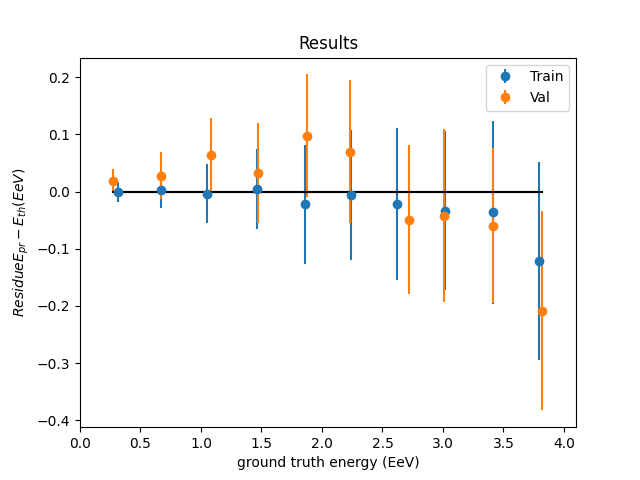 Results
Train
Val
0.2
0.1
0.0
−0.1
−0.2
−0.3
−0.4
ResidueE_{pr} − E_{th}(EeV)
0.0 0.5 1.0 1.5 2.0 2.5 3.0 3.5 4.0
ground truth energy (EeV)